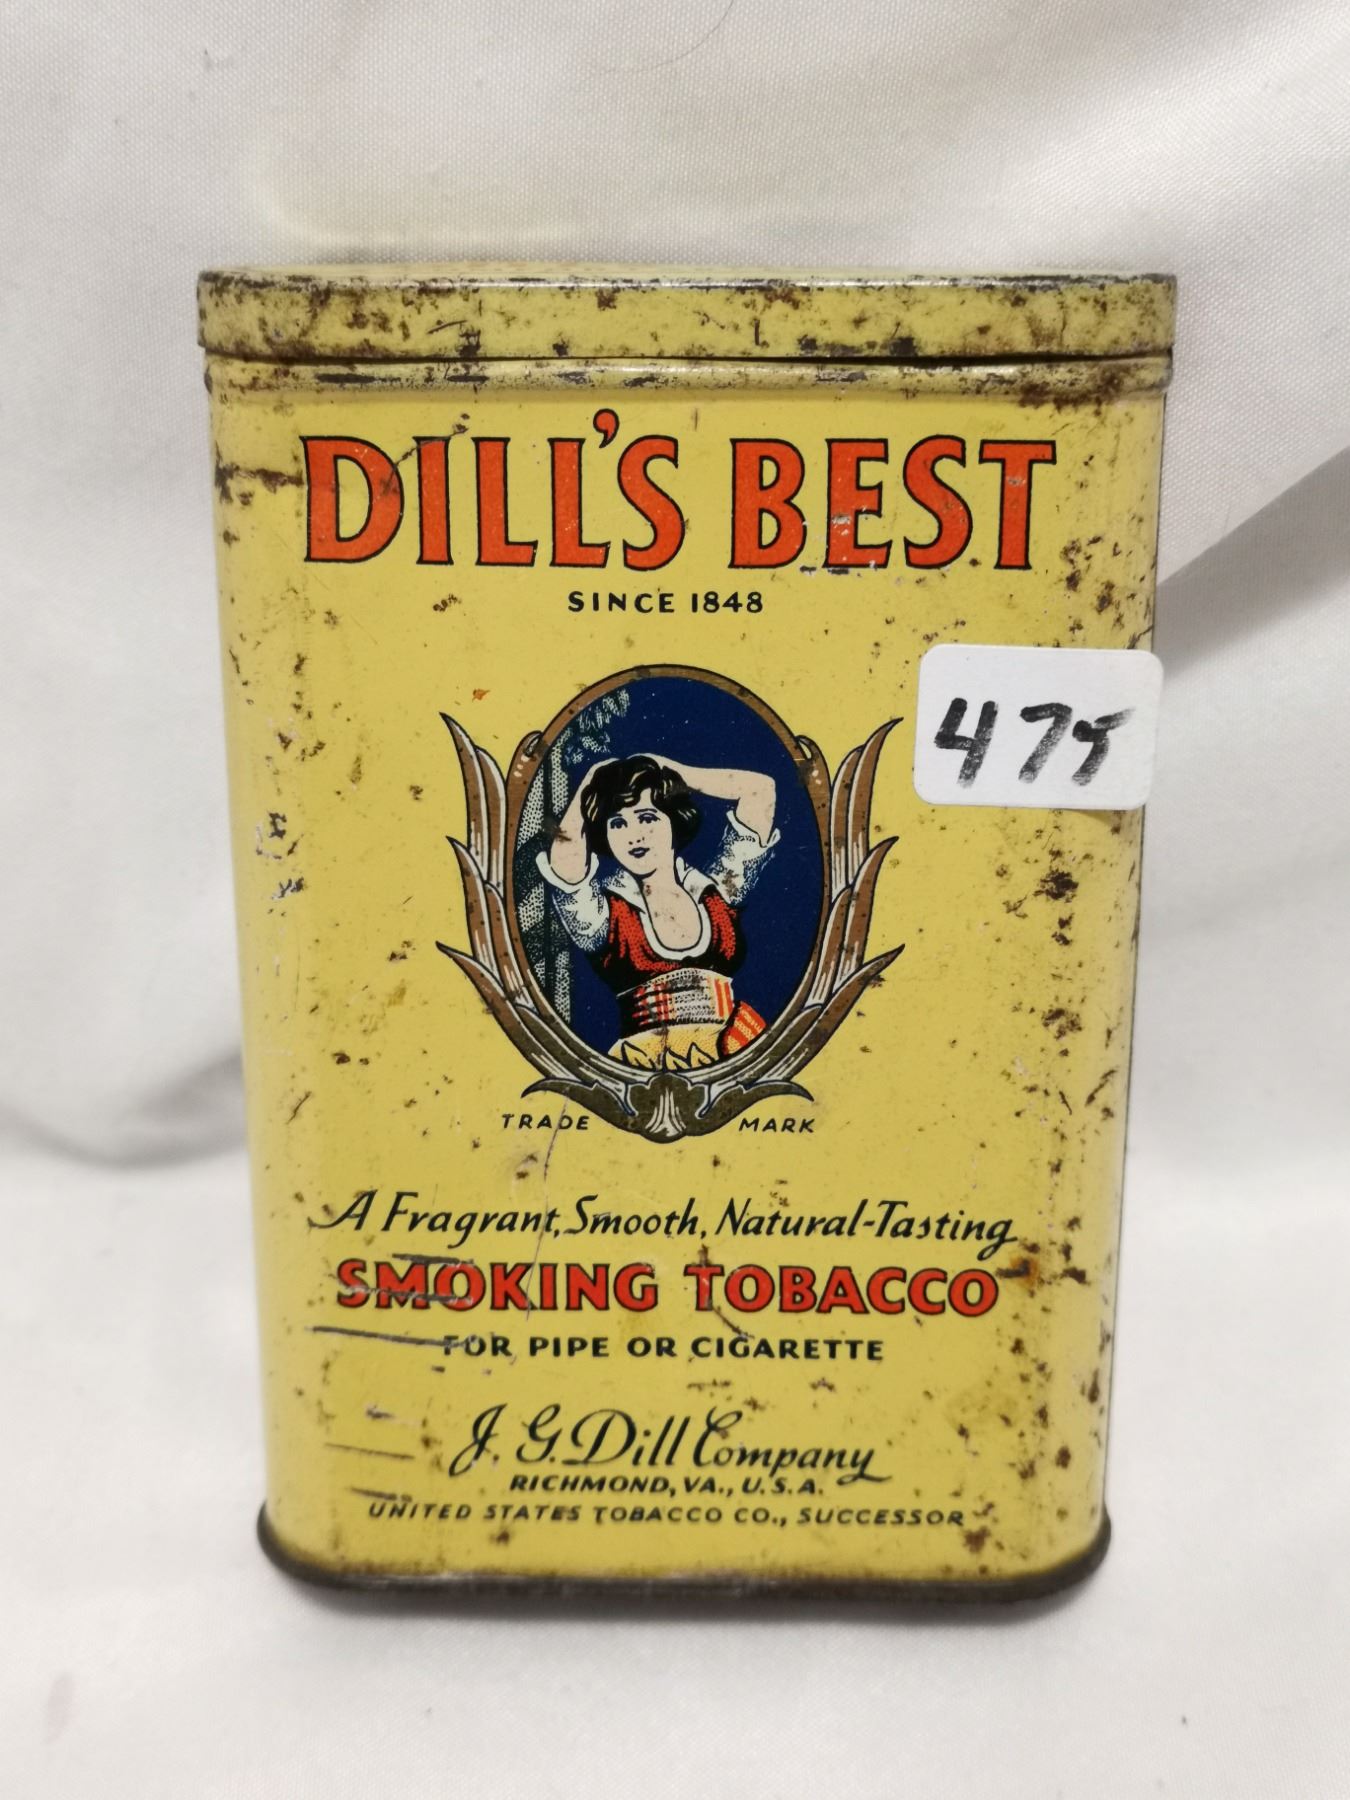 DILL'S BEST
SINCE 1848
475
TRADE MARK
A Fragrant, Smooth, Natural-Tasting
SMOKING TOBACCO
FOR PIPE OR CIGARETTE
J. G. Dill Company
RICHMOND, VA., U.S.A.
UNITED STATES TOBACCO CO., SUCCESSOR